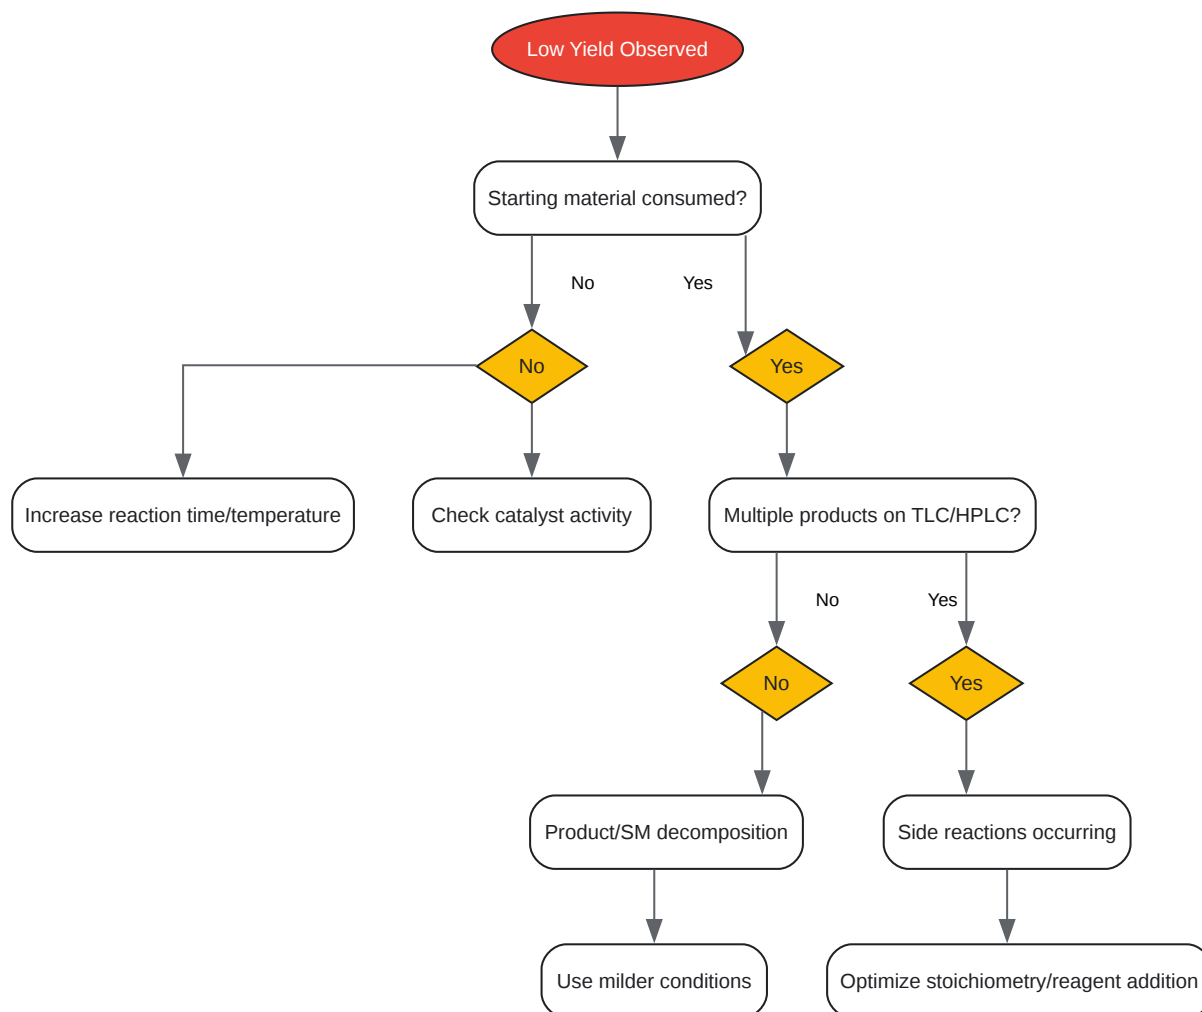 Low Yield Observed
Starting material consumed?
No
Yes
No
Yes
Increase reaction time/temperature
Check catalyst activity
Multiple products on TLC/HPLC?
No
Yes
No
Yes
Product/SM decomposition
Side reactions occurring
Use milder conditions
Optimize stoichiometry/reagent addition